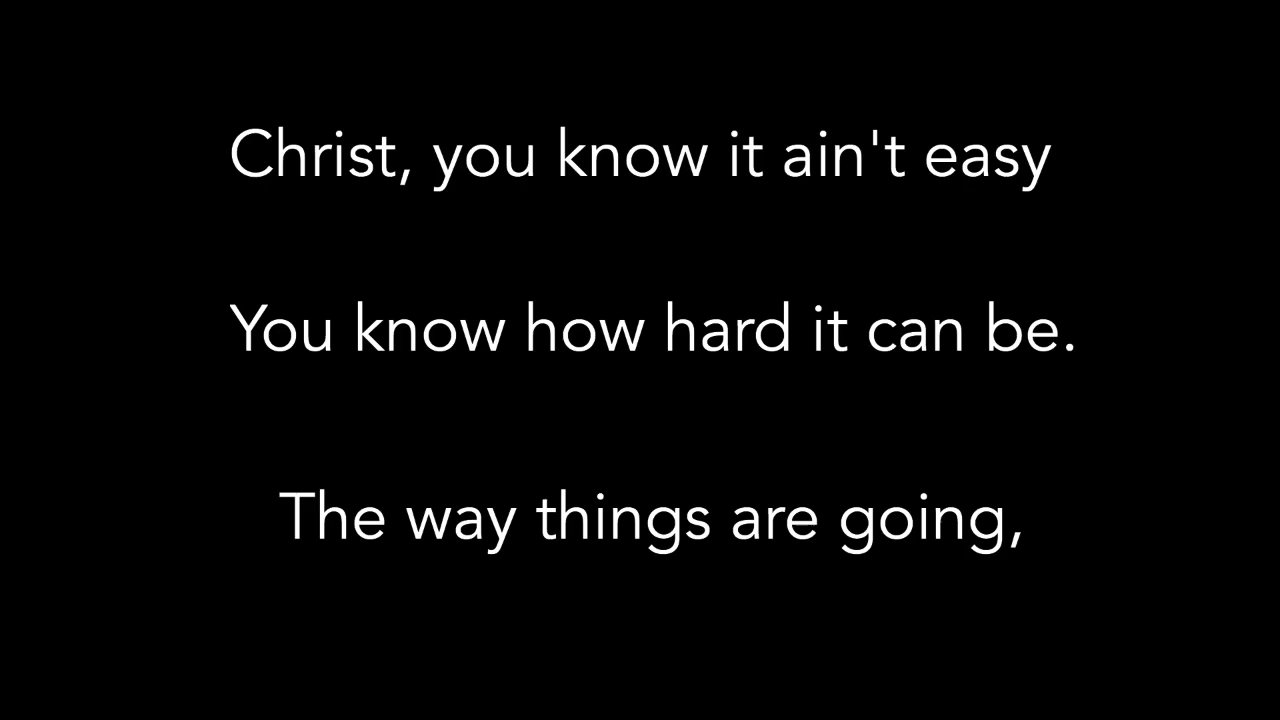 Christ, you know it ain't easy
You know how hard it can be.
The way things are going,